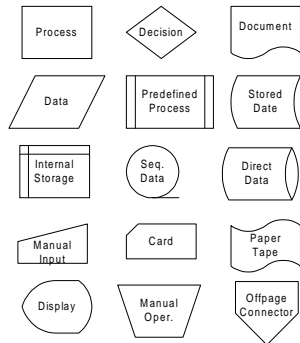 Process
Decision
Document
Data
Predefined
Process
Stored
Date
Internal
Storage
Seq.
Data
Direct
Data
Manual
Input
Card
Paper
Tape
Display
Manual
Oper.
Offpage
Connector